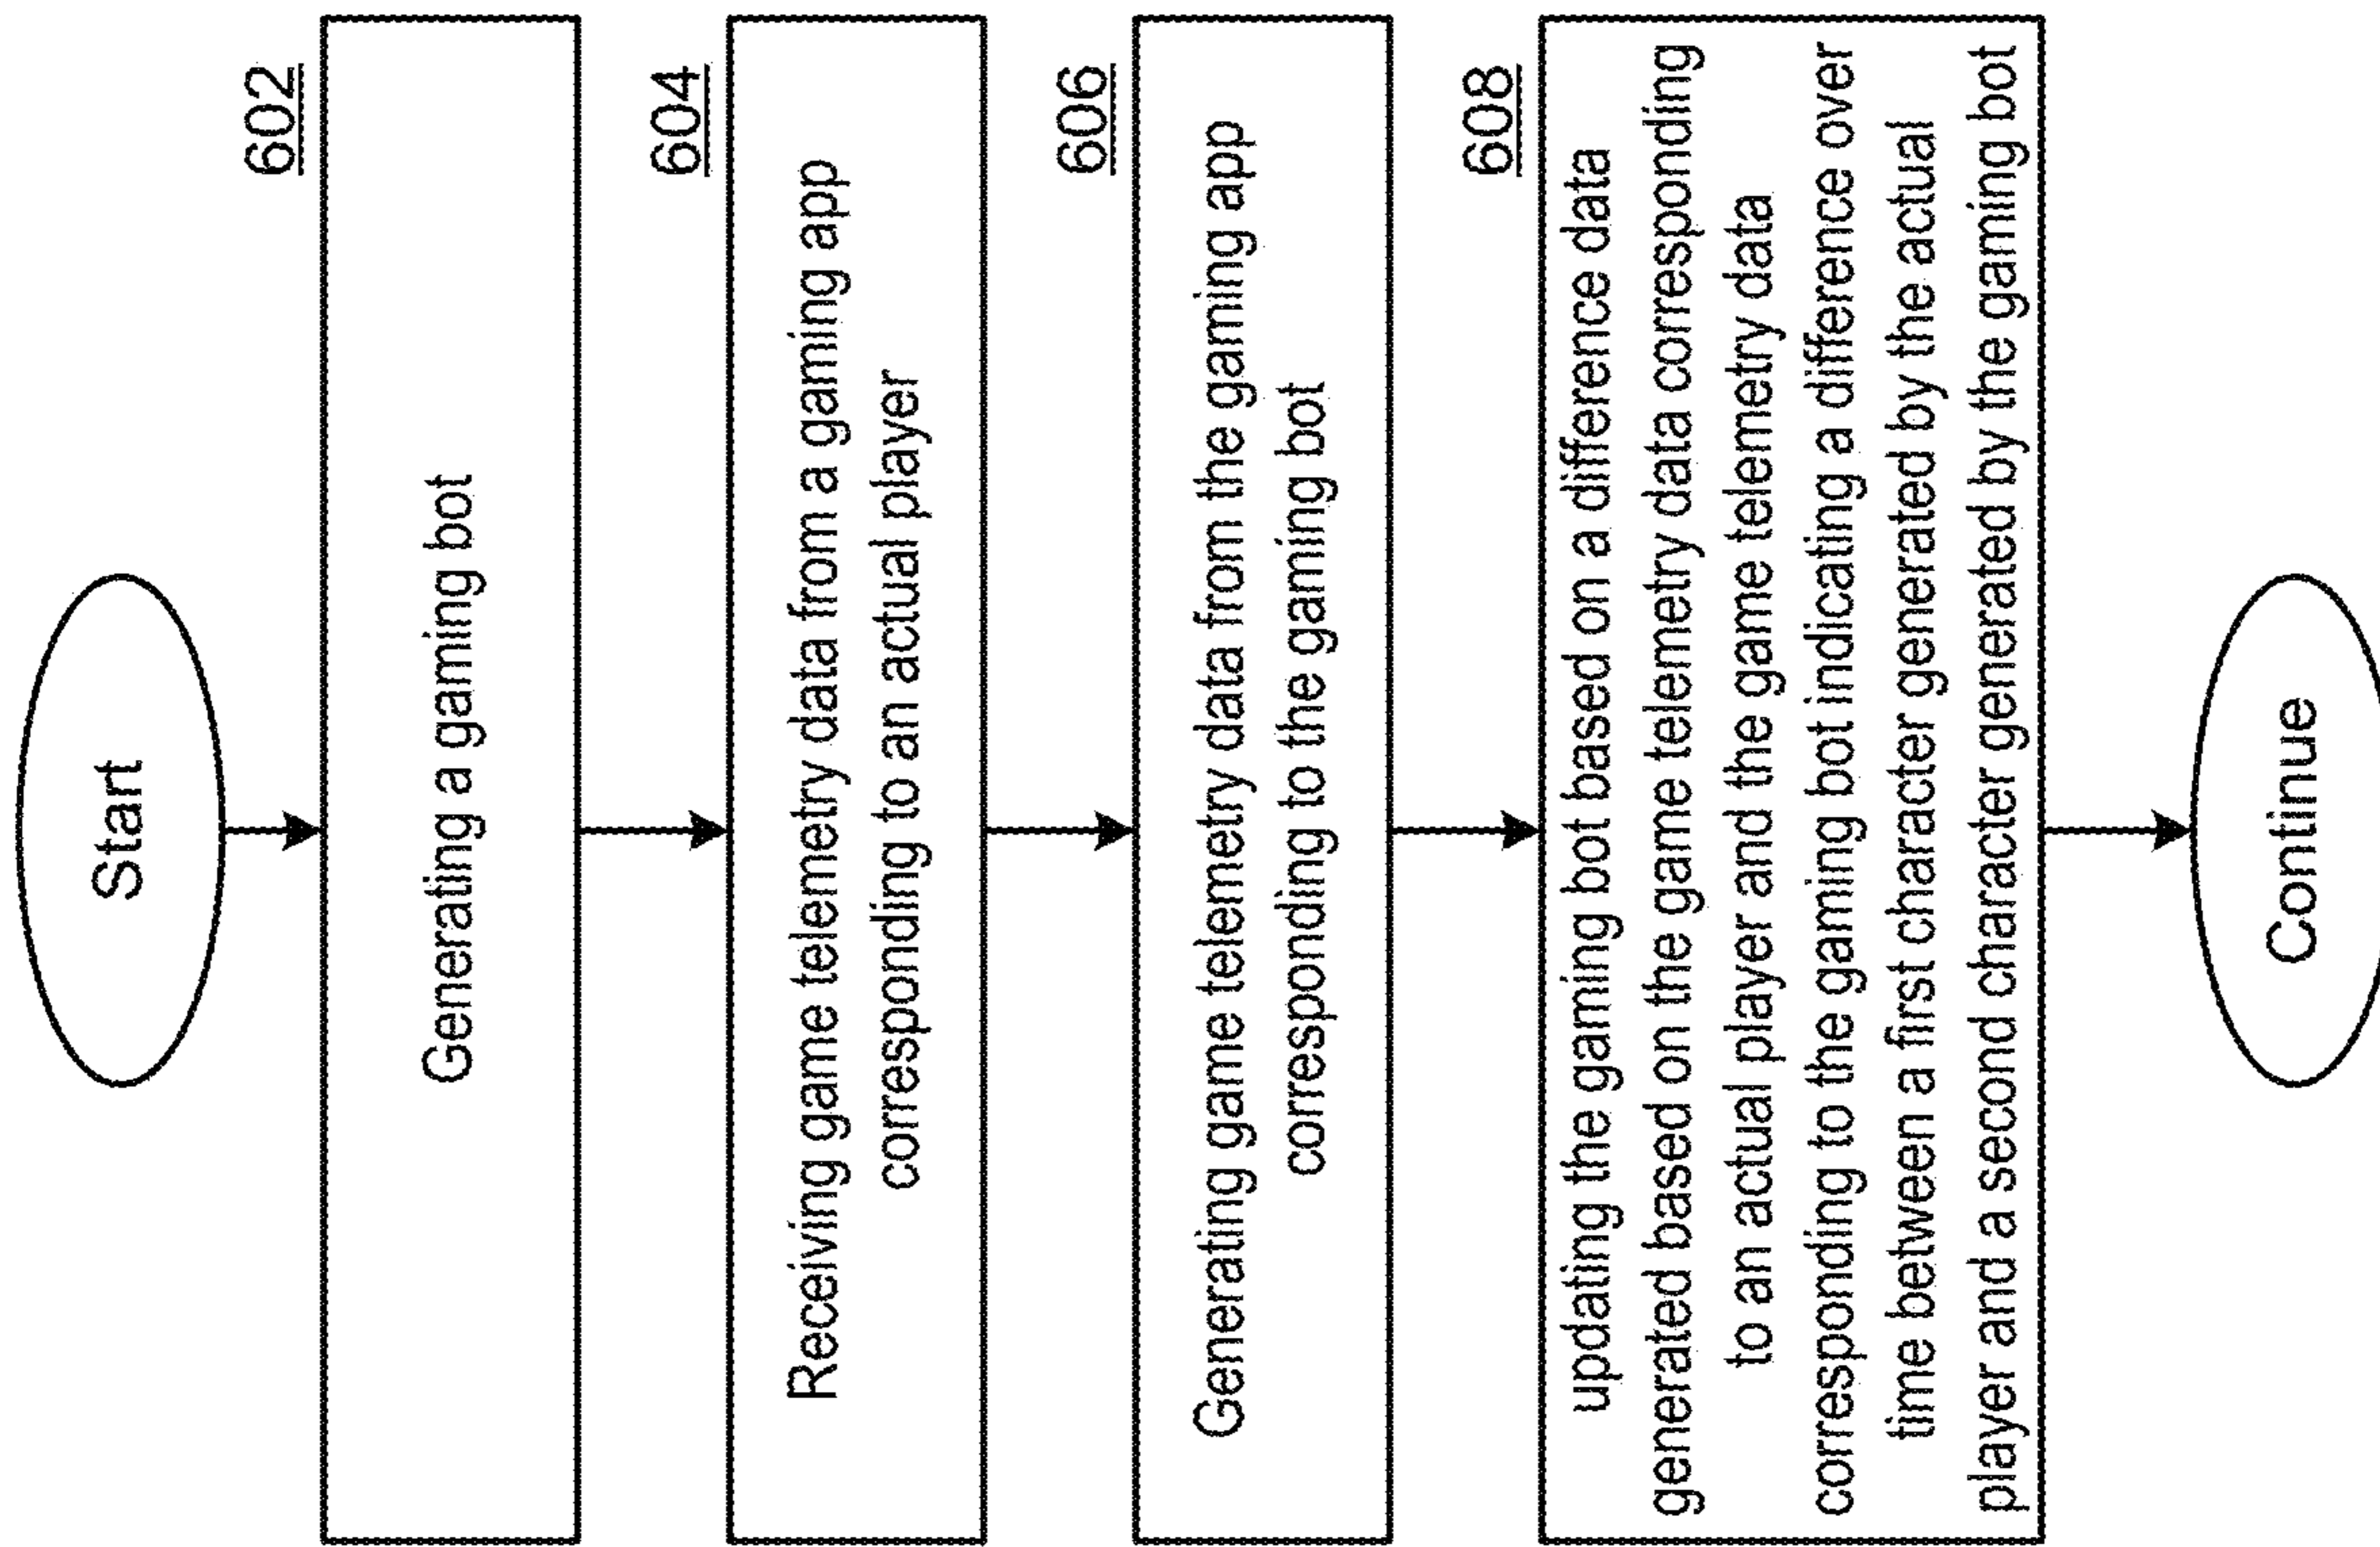 Start
602
Generating a gaming bot
604
Receiving game telemetry data from a gaming app
corresponding to an actual player
606
Generating game telemetry data from the gaming app
corresponding to the gaming bot
608
updating the gaming bot based on a difference data
generated based on the game telemetry data corresponding
to an actual player and the game telemetry data
corresponding to the gaming bot indicating a difference over
time between a first character generated by the actual
player and a second character generated by the gaming bot
Continue